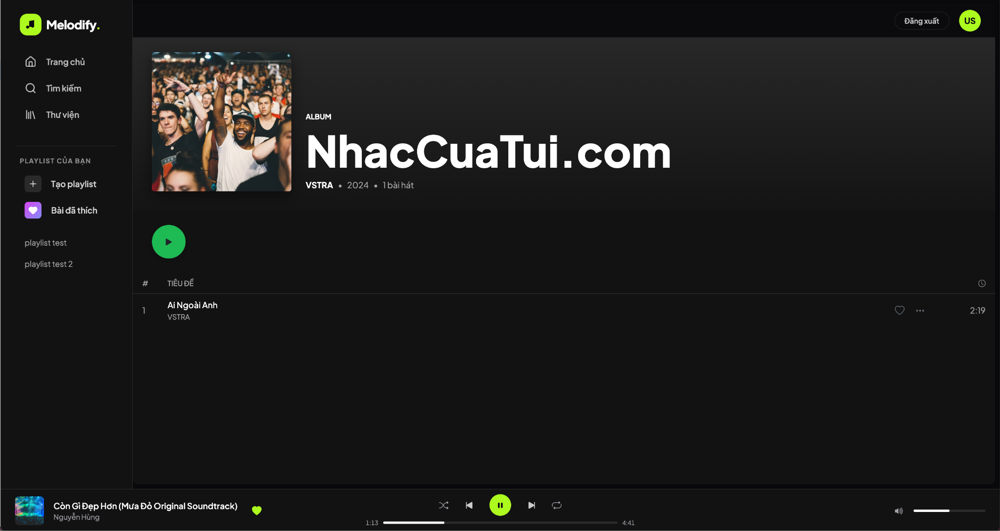 Melodify.
Trang chủ
Tìm kiếm
Thư viện
PLAYLIST CỦA BẠN
Tạo playlist
Bài đã thích
playlist test
playlist test 2
Đăng xuất
US
ALBUM
NhacCuaTui.com
VSTRA • 2024 • 1 bài hát
# TIÊU ĐỀ
1 Ai Ngoài Anh 2:19
VSTRA
Còn Gì Đẹp Hơn (Mưa Đỏ Original Soundtrack)
Nguyễn Hùng
1:13 4:41